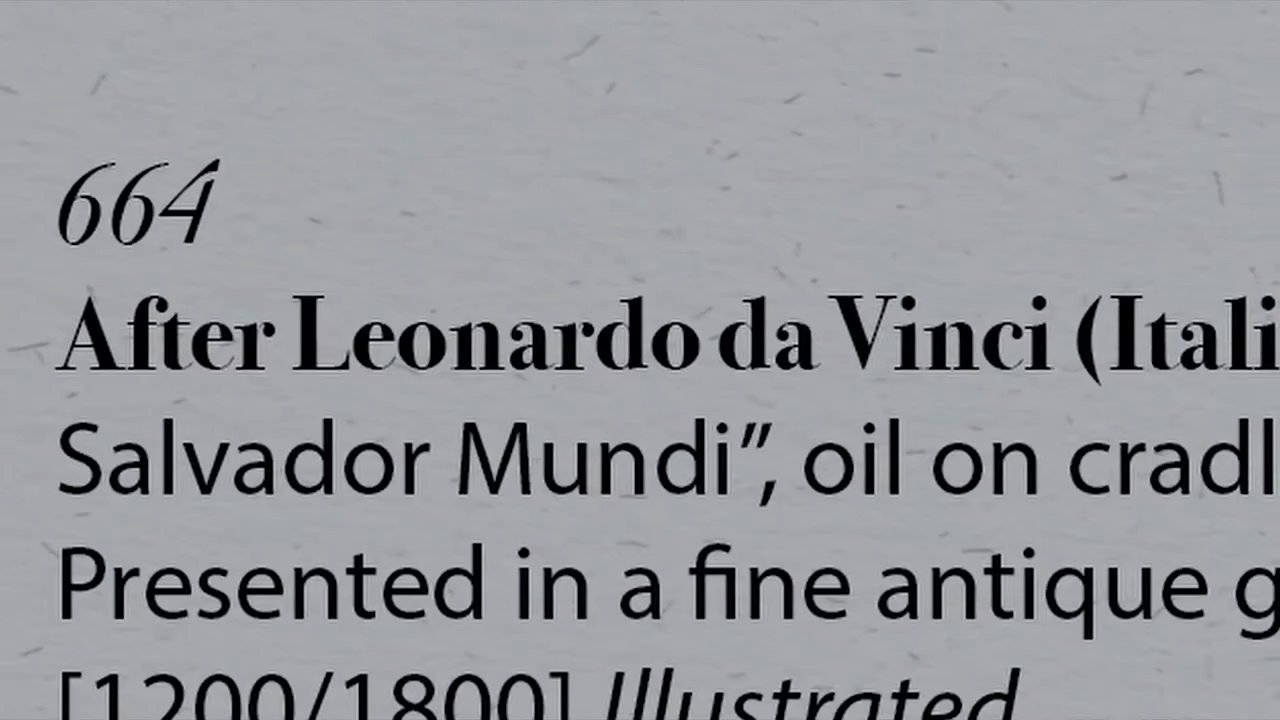 664
After Leonardo da Vinci (Itali
Salvador Mundi”, oil on cradl
Presented in a fine antique g
[1200/1800] Illustrated